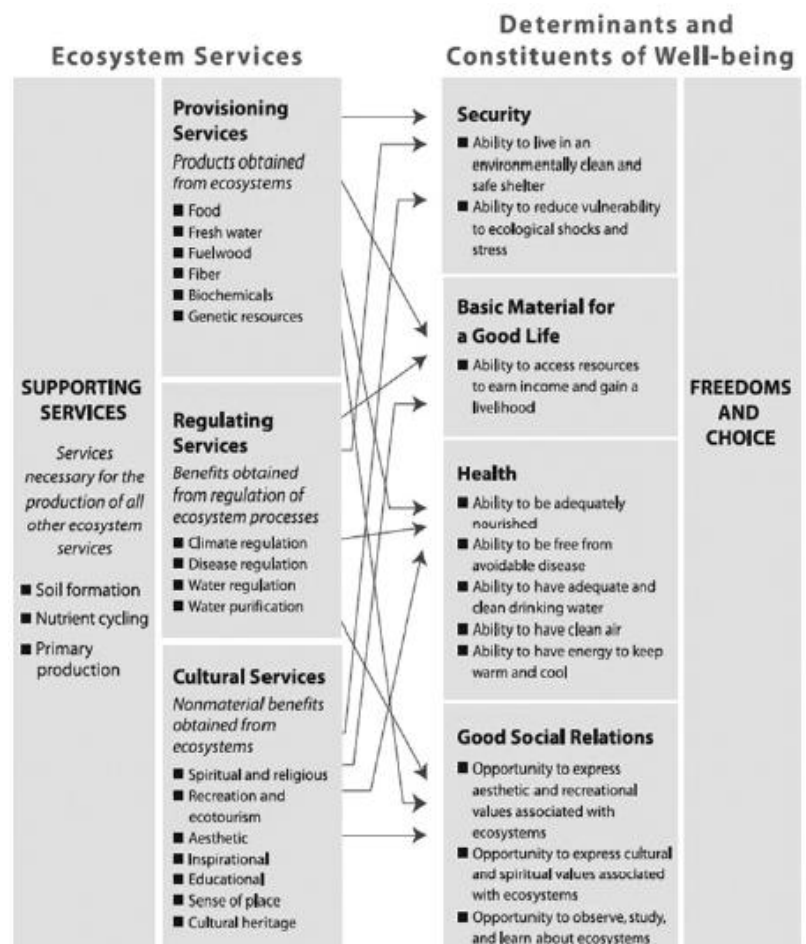 Ecosystem Services
Determinants and
Constituents of Well-being
SUPPORTING
SERVICES
Services
necessary for the
production of all
other ecosystem
services
■ Soil formation
■ Nutrient cycling
■ Primary
production
Provisioning
Services
Products obtained
from ecosystems
■ Food
■ Fresh water
■ Fuelwood
■ Fiber
■ Biochemicals
■ Genetic resources
Regulating
Services
Benefits obtained
from regulation of
ecosystem processes
■ Climate regulation
■ Disease regulation
■ Water regulation
■ Water purification
Cultural Services
Nonmaterial benefits
obtained from
ecosystems
■ Spiritual and religious
■ Recreation and
ecotourism
■ Aesthetic
■ Inspirational
■ Educational
■ Sense of place
■ Cultural heritage
Security
■ Ability to live in an
environmentally clean and
safe shelter
■ Ability to reduce vulnerability
to ecological shocks and
stress
Basic Material for
a Good Life
■ Ability to access resources
to earn income and gain a
livelihood
Health
■ Ability to be adequately
nourished
■ Ability to be free from
avoidable disease
■ Ability to have adequate and
clean drinking water
■ Ability to have clean air
■ Ability to have energy to keep
warm and cool
Good Social Relations
■ Opportunity to express
aesthetic and recreational
values associated with
ecosystems
■ Opportunity to express cultural
and spiritual values associated
with ecosystems
■ Opportunity to observe, study,
and learn about ecosystems
FREEDOMS
AND
CHOICE